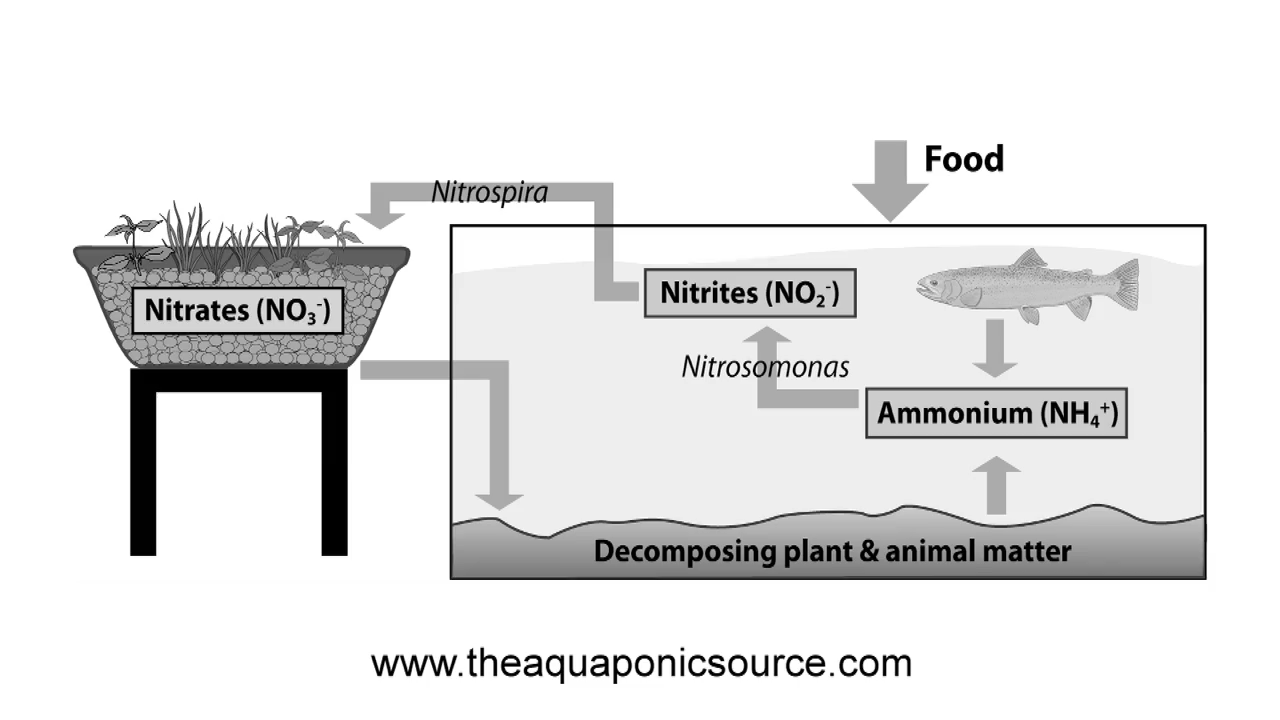 Food
Nitrospira
Nitrites (NO₂⁻)
Nitrates (NO₃⁻)
Nitrosomonas
Ammonium (NH₄⁺)
Decomposing plant & animal matter
www.theaquaponicsource.com